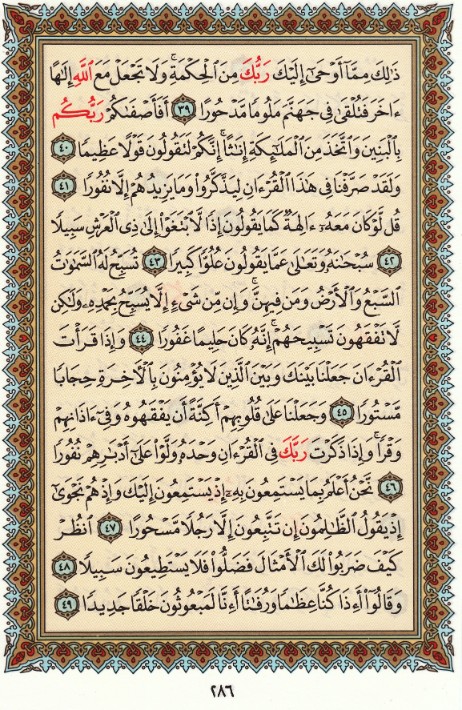 ذَٰلِكَ مِمَّآ أَوْحَىٰٓ إِلَيْكَ رَبُّكَ مِنَ ٱلْحِكْمَةِ ۗ وَلَا تَجْعَلْ مَعَ ٱللَّهِ إِلَٰهًا
ءَاخَرَ فَتُلْقَىٰ فِى جَهَنَّمَ مَلُومًا مَّدْحُورًا ٣٩ أَفَأَصْفَىٰكُمْ رَبُّكُم
بِٱلْبَنِينَ وَٱتَّخَذَ مِنَ ٱلْمَلَٰٓئِكَةِ إِنَٰثًا ۚ إِنَّكُمْ لَتَقُولُونَ قَوْلًا عَظِيمًا ٤٠
وَلَقَدْ صَرَّفْنَا فِى هَٰذَا ٱلْقُرْءَانِ لِيَذَّكَّرُوا۟ وَمَا يَزِيدُهُمْ إِلَّا نُفُورًا ٤١
قُل لَّوْ كَانَ مَعَهُۥٓ ءَالِهَةٌ كَمَا يَقُولُونَ إِذًا لَّٱبْتَغَوْا۟ إِلَىٰ ذِى ٱلْعَرْشِ سَبِيلًا
٤٢ سُبْحَٰنَهُۥ وَتَعَٰلَىٰ عَمَّا يَقُولُونَ عُلُوًّا كَبِيرًا ٤٣ تُسَبِّحُ لَهُ ٱلسَّمَٰوَٰتُ
ٱلسَّبْعُ وَٱلْأَرْضُ وَمَن فِيهِنَّ ۚ وَإِن مِّن شَىْءٍ إِلَّا يُسَبِّحُ بِحَمْدِهِۦ وَلَٰكِن
لَّا تَفْقَهُونَ تَسْبِيحَهُمْ ۗ إِنَّهُۥ كَانَ حَلِيمًا غَفُورًا ٤٤ وَإِذَا قَرَأْتَ
ٱلْقُرْءَانَ جَعَلْنَا بَيْنَكَ وَبَيْنَ ٱلَّذِينَ لَا يُؤْمِنُونَ بِٱلْءَاخِرَةِ حِجَابًا
مَّسْتُورًا ٤٥ وَجَعَلْنَا عَلَىٰ قُلُوبِهِمْ أَكِنَّةً أَن يَفْقَهُوهُ وَفِىٓ ءَاذَانِهِمْ
وَقْرًا ۚ وَإِذَا ذَكَرْتَ رَبَّكَ فِى ٱلْقُرْءَانِ وَحْدَهُۥ وَلَّوْا۟ عَلَىٰٓ أَدْبَٰرِهِمْ نُفُورًا
٤٦ نَّحْنُ أَعْلَمُ بِمَا يَسْتَمِعُونَ بِهِۦٓ إِذْ يَسْتَمِعُونَ إِلَيْكَ وَإِذْ هُمْ نَجْوَىٰٓ
إِذْ يَقُولُ ٱلظَّٰلِمُونَ إِن تَتَّبِعُونَ إِلَّا رَجُلًا مَّسْحُورًا ٤٧ ٱنظُرْ
كَيْفَ ضَرَبُوا۟ لَكَ ٱلْأَمْثَالَ فَضَلُّوا۟ فَلَا يَسْتَطِيعُونَ سَبِيلًا ٤٨
وَقَالُوٓا۟ أَءِذَا كُنَّا عِظَٰمًا وَرُفَٰتًا أَءِنَّا لَمَبْعُوثُونَ خَلْقًا جَدِيدًا ٤٩
٢٨٦